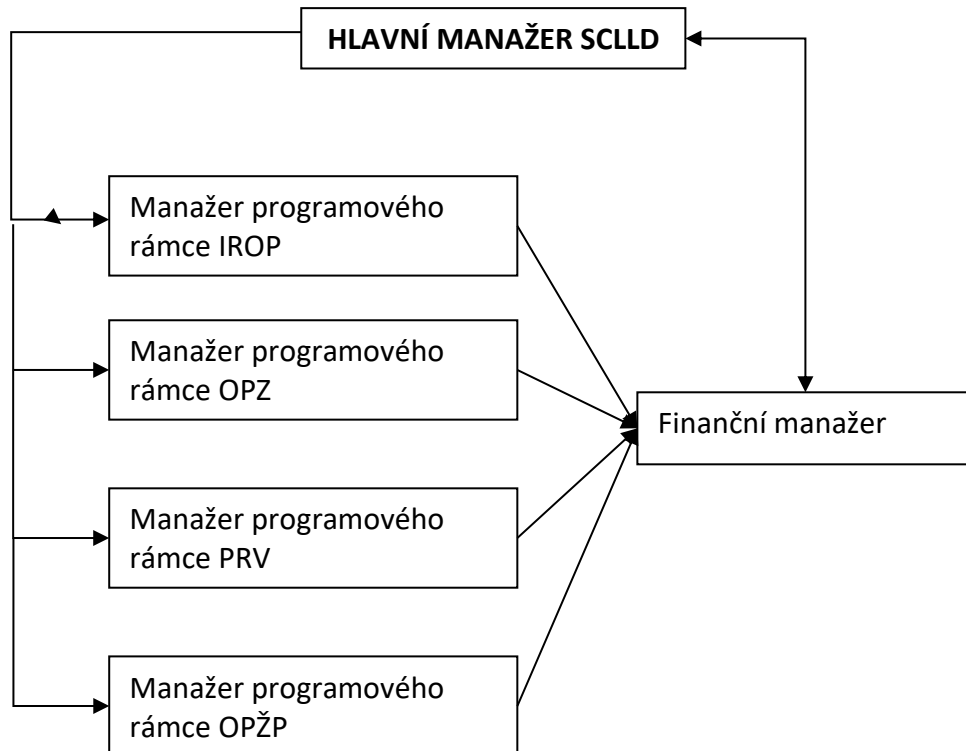 HLAVNÍ MANAŽER SCLLD
Manažer programového
rámce IROP
Manažer programového
rámce OPZ
Finanční manažer
Manažer programového
rámce PRV
Manažer programového
rámce OPŽP